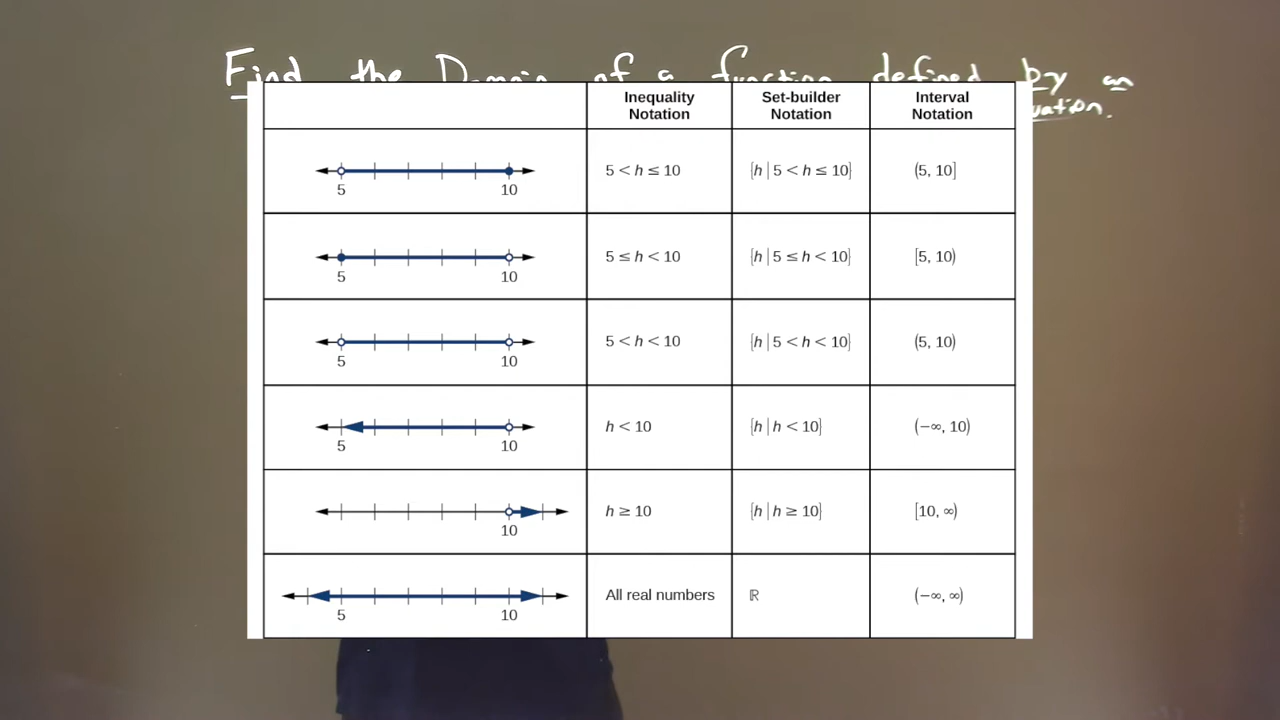 Find the Domain of a function defined by an
Inequality Notation Set-builder Notation Interval Notation
5 10 5 < h ≤ 10 {h | 5 < h ≤ 10} (5, 10]
5 10 5 ≤ h < 10 {h | 5 ≤ h < 10} [5, 10)
5 10 5 < h < 10 {h | 5 < h < 10} (5, 10)
5 10 h < 10 {h | h < 10} (−∞, 10)
10 h ≥ 10 {h | h ≥ 10} [10, ∞)
5 10 All real numbers ℝ (−∞, ∞)